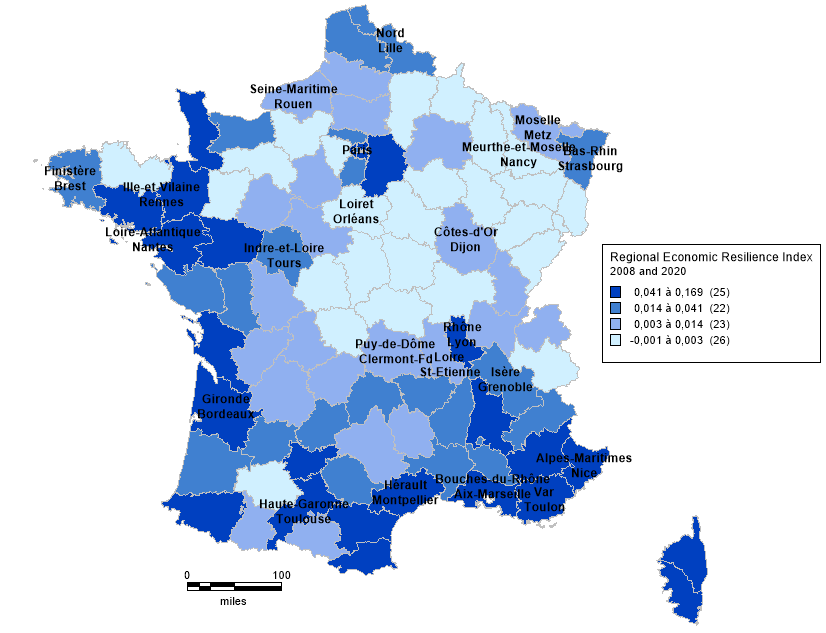 Nord
Lille
Seine-Maritime
Rouen
Moselle
Metz
Meurthe-et-Moselle
Nancy
Bas-Rhin
Strasbourg
Paris
Finistère
Brest
Ille-et-Vilaine
Rennes
Loiret
Orléans
Loire-Atlantique
Nantes
Indre-et-Loire
Tours
Côtes-d'Or
Dijon
Regional Economic Resilience Index
2008 and 2020
0,041 à 0,169 (25)
0,014 à 0,041 (22)
0,003 à 0,014 (23)
-0,001 à 0,003 (26)
Rhône
Lyon
Puy-de-Dôme
Clermont-Fd
Loire
St-Etienne
Isère
Grenoble
Gironde
Bordeaux
Alpes-Maritimes
Nice
Hérault
Montpellier
Bouches-du-Rhône
Aix-Marseille
Var
Toulon
Haute-Garonne
Toulouse
0 100
miles